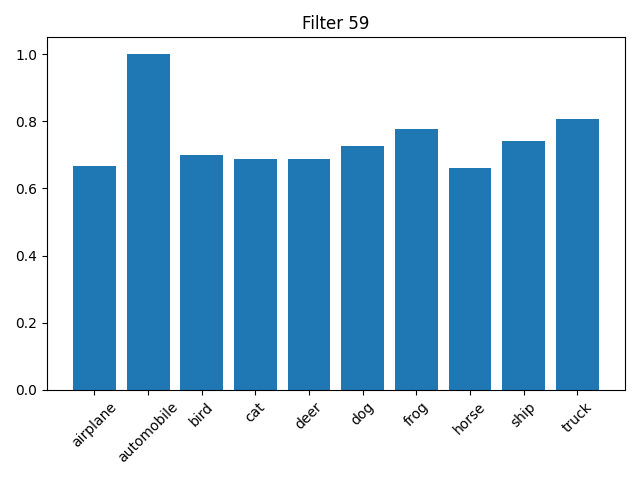 Filter 59
1.0
0.8
0.6
0.4
0.2
0.0
airplane
automobile
bird
cat
deer
dog
frog
horse
ship
truck